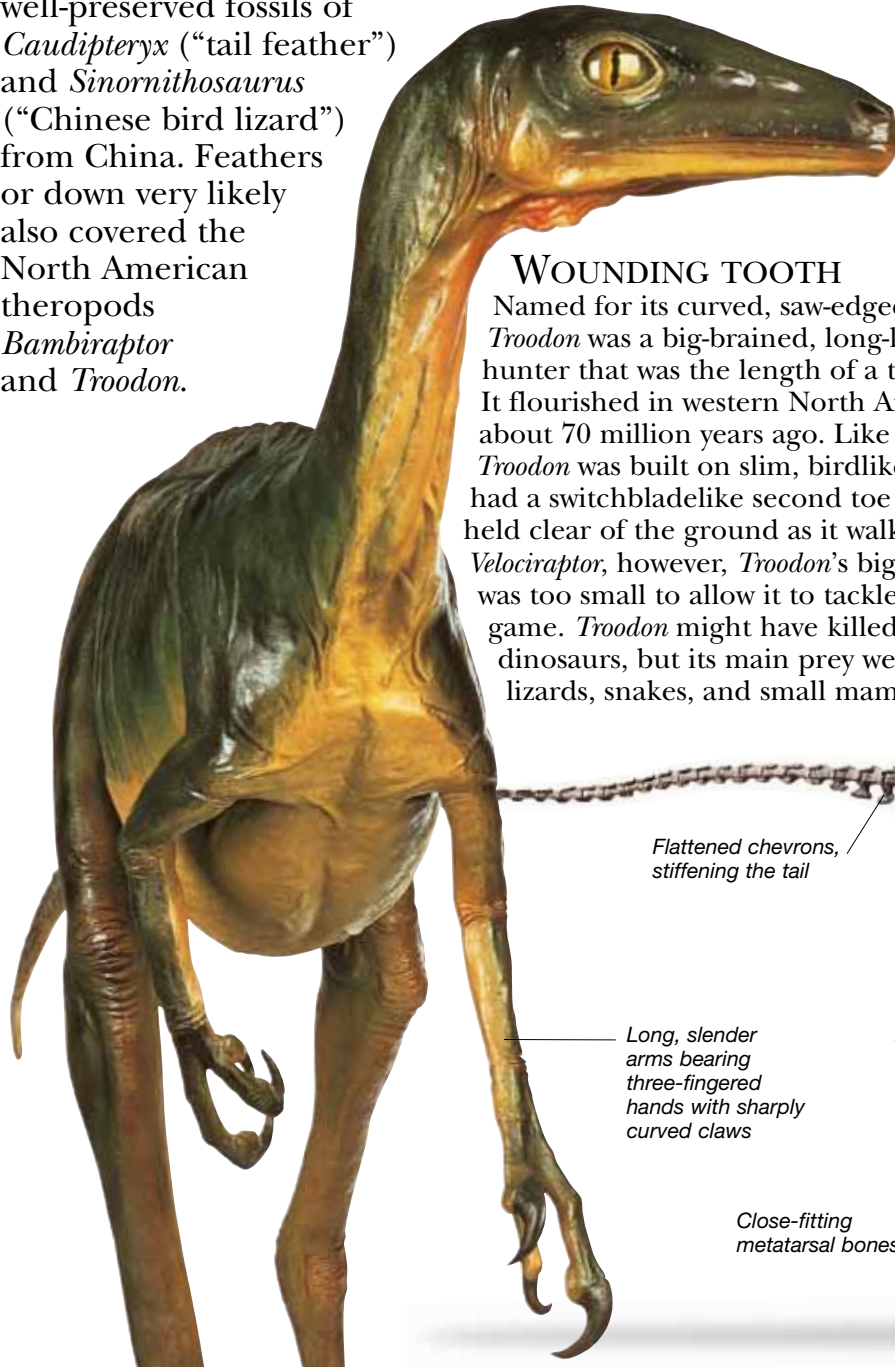 well-preserved fossils of
Caudipteryx (“tail feather”)
and Sinornithosaurus
(“Chinese bird lizard”)
from China. Feathers
or down very likely
also covered the
North American
theropods
Bambiraptor
and Troodon.
WOUNDING TOOTH
Named for its curved, saw-edged
Troodon was a big-brained, long-
hunter that was the length of a
It flourished in western North
about 70 million years ago. Like
Troodon was built on slim, birdlike
had a switchbladelike second toe
held clear of the ground as it
Velociraptor, however, Troodon’s big
was too small to allow it to tackle
game. Troodon might have killed
dinosaurs, but its main prey
lizards, snakes, and small
Flattened chevrons,
stiffening the tail
Long, slender
arms bearing
three-fingered
hands with sharply
curved claws
Close-fitting
metatarsal bones